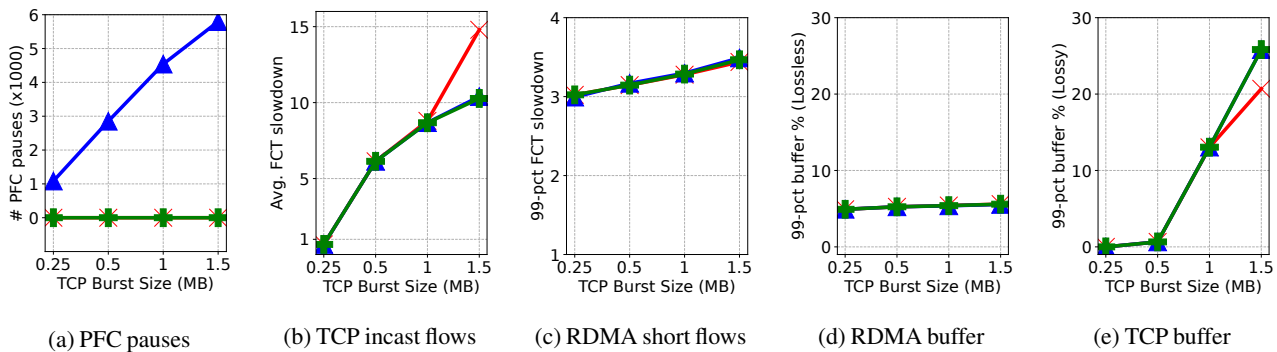 # PFC pauses (x1000)
6
5
4
3
2
1
0
0.25 0.5 1 1.5
TCP Burst Size (MB)
(a) PFC pauses
Avg. FCT slowdown
15
10
5
1
0.25 0.5 1 1.5
TCP Burst Size (MB)
(b) TCP incast flows
99-pct FCT slowdown
4
3
2
1
0.25 0.5 1 1.5
TCP Burst Size (MB)
(c) RDMA short flows
99-pct buffer % (Lossless)
30
20
10
0
0.25 0.5 1 1.5
TCP Burst Size (MB)
(d) RDMA buffer
99-pct buffer % (Lossy)
30
20
10
0
0.25 0.5 1 1.5
TCP Burst Size (MB)
(e) TCP buffer